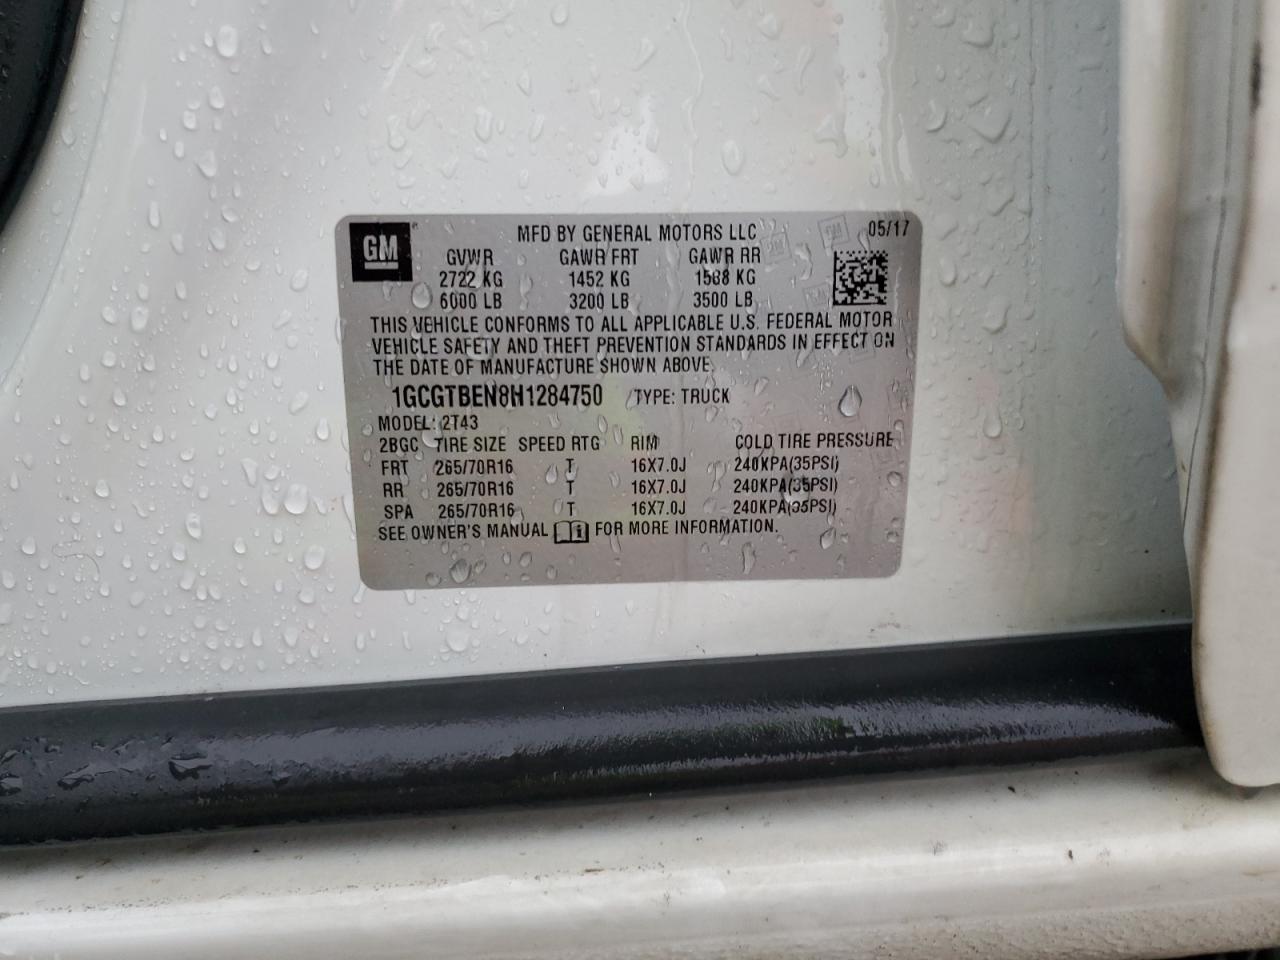 GM
MFD BY GENERAL MOTORS LLC 05/17
GVWR GAWR FRT GAWR RR
2722 KG 1452 KG 1588 KG
6000 LB 3200 LB 3500 LB
THIS VEHICLE CONFORMS TO ALL APPLICABLE U.S. FEDERAL MOTOR
VEHICLE SAFETY AND THEFT PREVENTION STANDARDS IN EFFECT ON
THE DATE OF MANUFACTURE SHOWN ABOVE.
1GCGTBEN8H1284750 TYPE: TRUCK
MODEL: 2T43
2BGC TIRE SIZE SPEED RTG RIM COLD TIRE PRESSURE
FRT 265/70R16 T 16X7.0J 240KPA(35PSI)
RR 265/70R16 T 16X7.0J 240KPA(35PSI)
SPA 265/70R16 T 16X7.0J 240KPA(35PSI)
SEE OWNER'S MANUAL FOR MORE INFORMATION.